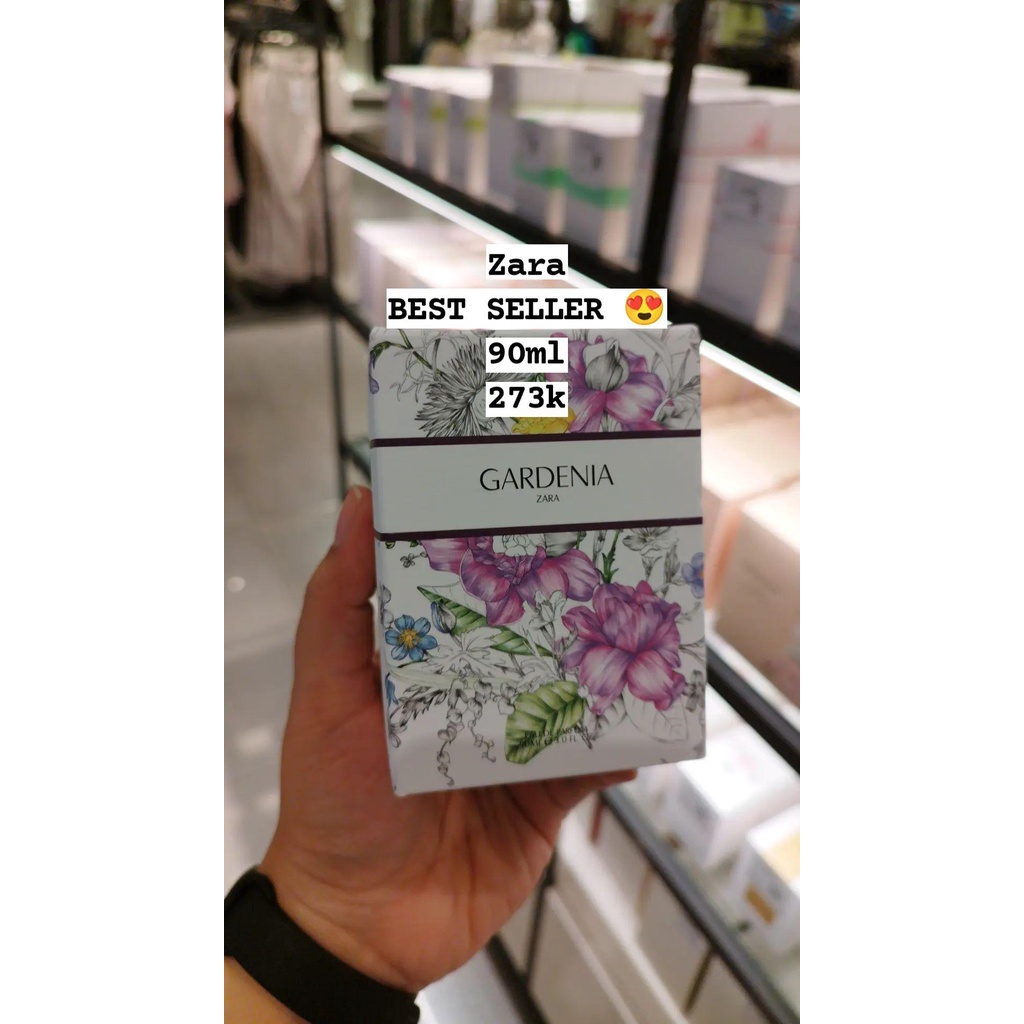 Zara
BEST SELLER 😍
90ml
273k
GARDENIA
ZARA